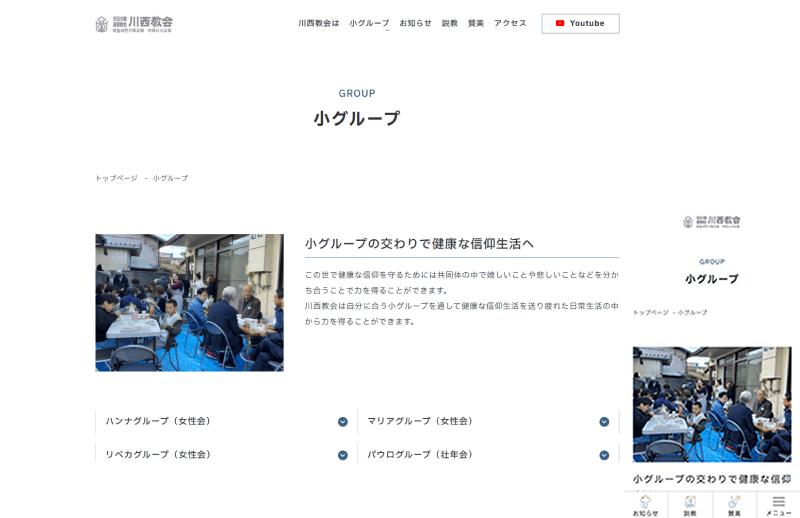 川西教会
川西教会は 小グループ お知らせ 説教 賛美 アクセス Youtube
GROUP
小グループ
トップページ - 小グループ
小グループの交わりで健康な信仰生活へ
この世で健康な信仰を守るためには共同体の中で嬉しいことや悲しいことなどを分か
ち合うことで力を得ることができます。
川西教会は自分に合う小グループを通して健康な信仰生活を送り疲れた日常生活の中
から力を得ることができます。
ハンナグループ（女性会）
マリアグループ（女性会）
リベカグループ（女性会）
パウログループ（壮年会）
川西教会
GROUP
小グループ
トップページ - 小グループ
小グループの交わりで健康な信仰
お知らせ 説教 賛美 メニュー